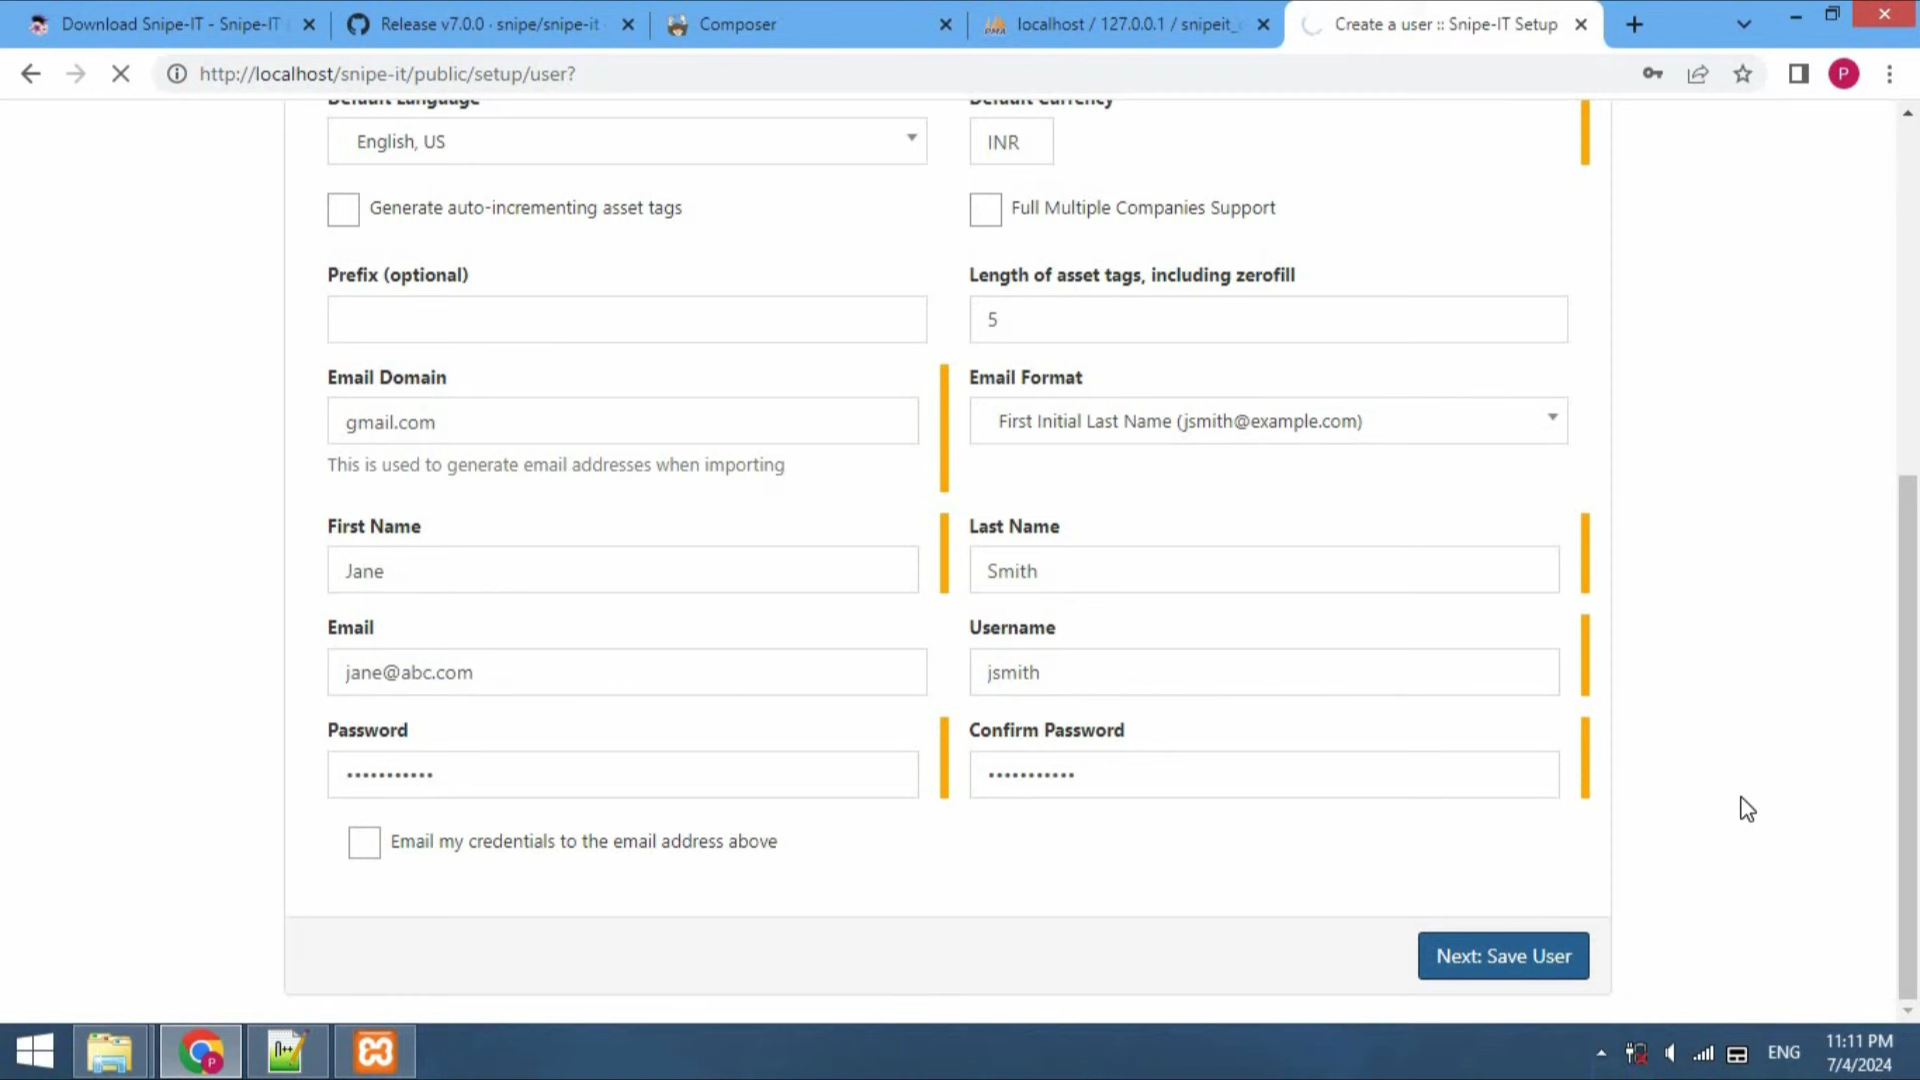 Download Snipe-IT - Snipe-IT
Release v7.0.0 · snipe/snipe-it
Composer
localhost / 127.0.0.1 / snipeit_
Create a user :: Snipe-IT Setup
http://localhost/snipe-it/public/setup/user?
P
Default Language
Default Currency
English, US
INR
Generate auto-incrementing asset tags
Full Multiple Companies Support
Prefix (optional)
Length of asset tags, including zerofill
5
Email Domain
Email Format
gmail.com
First Initial Last Name (jsmith@example.com)
This is used to generate email addresses when importing
First Name
Last Name
Jane
Smith
Email
Username
jane@abc.com
jsmith
Password
Confirm Password
•••••••••••
•••••••••••
Email my credentials to the email address above
Next: Save User
ENG
11:11 PM
7/4/2024